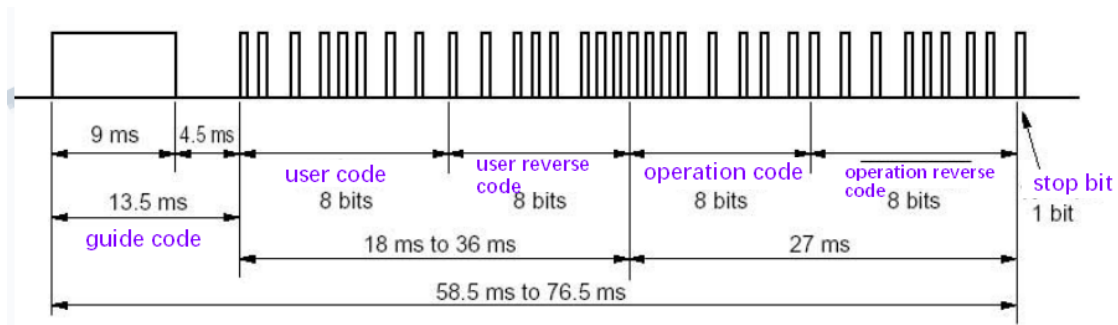 9 ms
4.5 ms
user code
user reverse
code
operation code
operation reverse
code
stop bit
8 bits
8 bits
8 bits
8 bits
1 bit
13.5 ms
guide code
18 ms to 36 ms
27 ms
58.5 ms to 76.5 ms